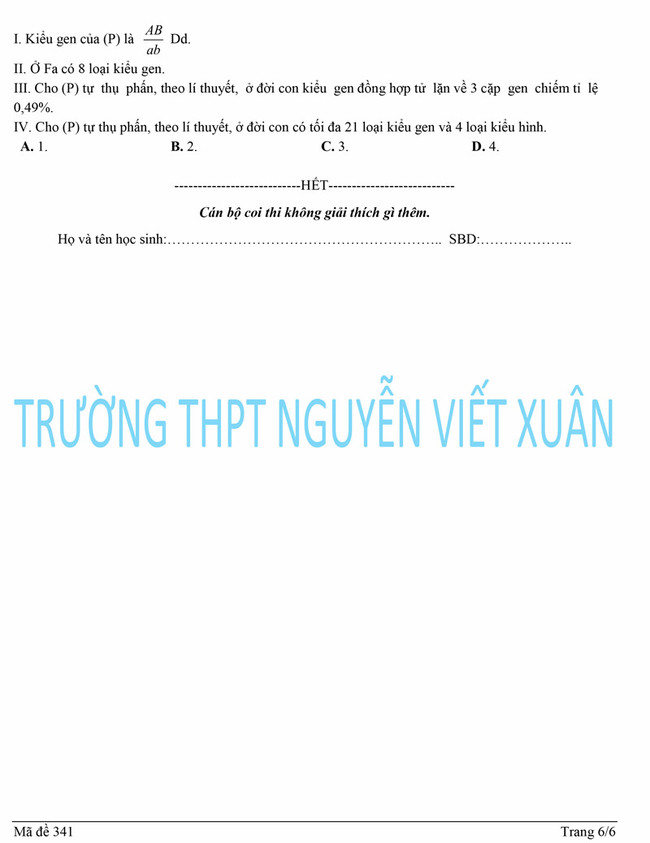 I. Kiểu gen của (P) là AB/ab Dd.
II. Ở Fa có 8 loại kiểu gen.
III. Cho (P) tự thụ phấn, theo lí thuyết, ở đời con kiểu gen đồng hợp tử lặn về 3 cặp gen chiếm tỉ lệ
0,49%.
IV. Cho (P) tự thụ phấn, theo lí thuyết, ở đời con có tối đa 21 loại kiểu gen và 4 loại kiểu hình.
A. 1. B. 2. C. 3. D. 4.
---------------------------HẾT---------------------------
Cán bộ coi thi không giải thích gì thêm.
Họ và tên học sinh:………………………………………………….. SBD:………………..
TRƯỜNG THPT NGUYỄN VIẾT XUÂN
Mã đề 341 Trang 6/6